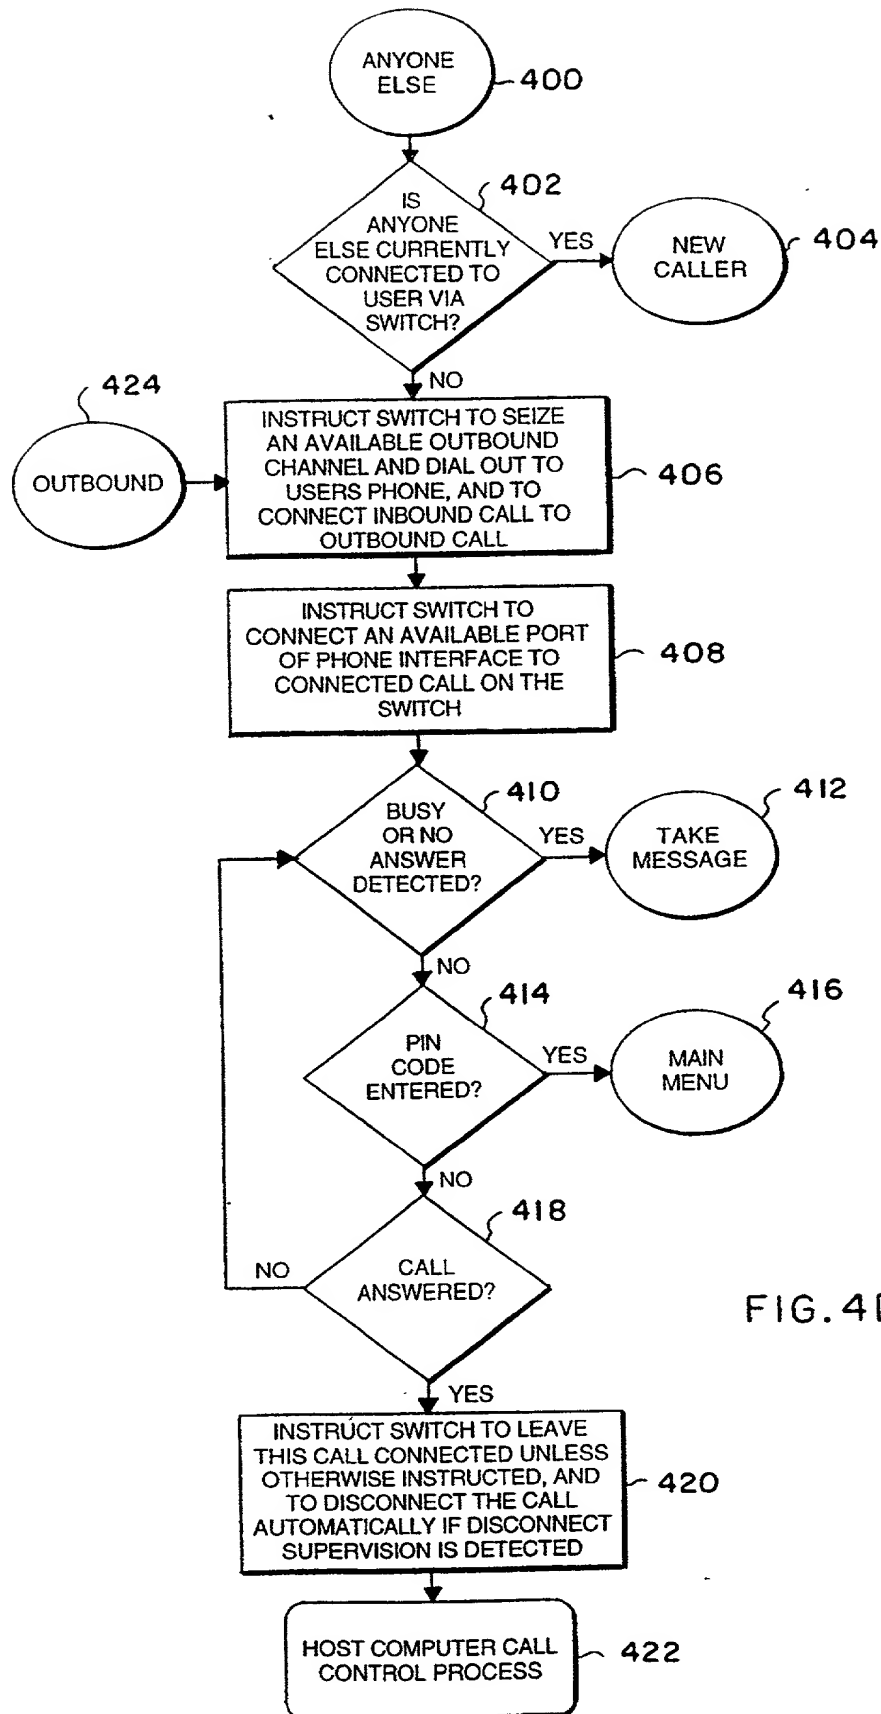 ANYONE
ELSE
400
402
IS
ANYONE
ELSE CURRENTLY
CONNECTED TO
USER VIA
SWITCH?
YES
NEW
CALLER
404
NO
424
OUTBOUND
INSTRUCT SWITCH TO SEIZE
AN AVAILABLE OUTBOUND
CHANNEL AND DIAL OUT TO
USERS PHONE, AND TO
CONNECT INBOUND CALL TO
OUTBOUND CALL
406
INSTRUCT SWITCH TO
CONNECT AN AVAILABLE PORT
OF PHONE INTERFACE TO
CONNECTED CALL ON THE
SWITCH
408
410
BUSY
OR NO
ANSWER
DETECTED?
YES
412
TAKE
MESSAGE
NO
414
PIN
CODE
ENTERED?
YES
416
MAIN
MENU
NO
418
CALL
ANSWERED?
NO
YES
FIG. 4
INSTRUCT SWITCH TO LEAVE
THIS CALL CONNECTED UNLESS
OTHERWISE INSTRUCTED, AND
TO DISCONNECT THE CALL
AUTOMATICALLY IF DISCONNECT
SUPERVISION IS DETECTED
420
HOST COMPUTER CALL
CONTROL PROCESS
422